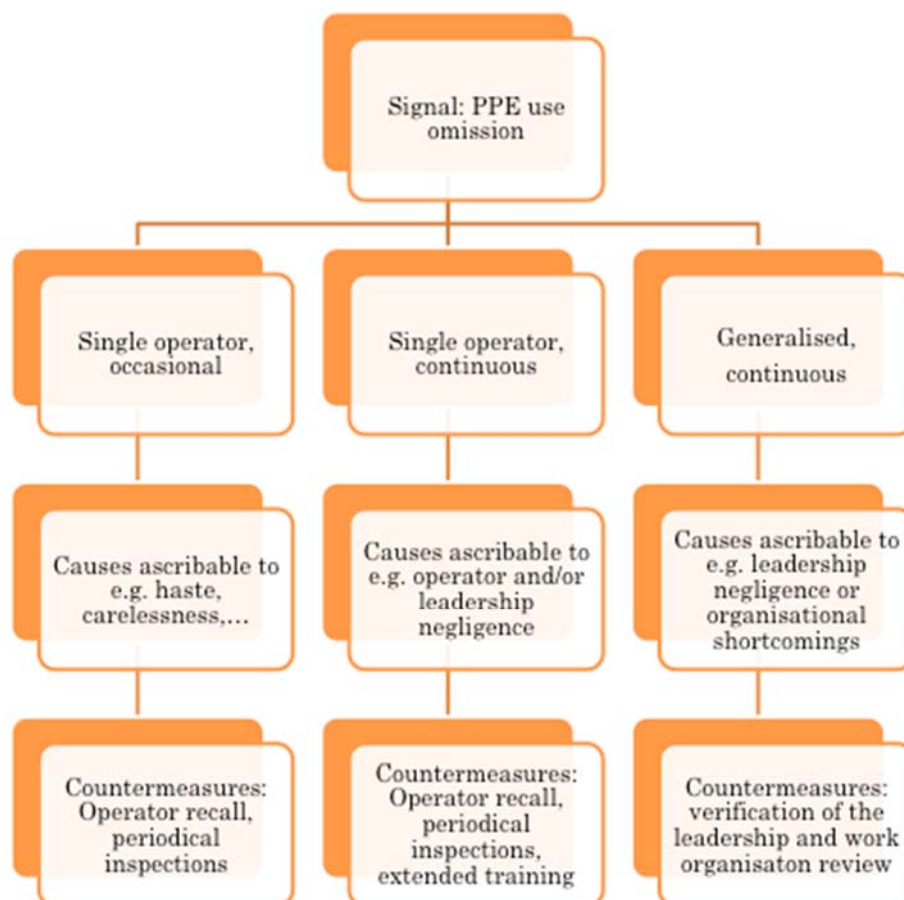 Signal: PPE use
omission
Single operator,
occasional
Single operator,
continuous
Generalised,
continuous
Causes ascribable to
e.g. haste,
carelessness,...
Causes ascribable to
e.g. operator and/or
leadership
negligence
Causes ascribable to
e.g. leadership
negligence or
organisational
shortcomings
Countermeasures:
Operator recall,
periodical
inspections
Countermeasures:
Operator recall,
periodical
inspections,
extended training
Countermeasures:
verification of the
leadership and work
organisaton review